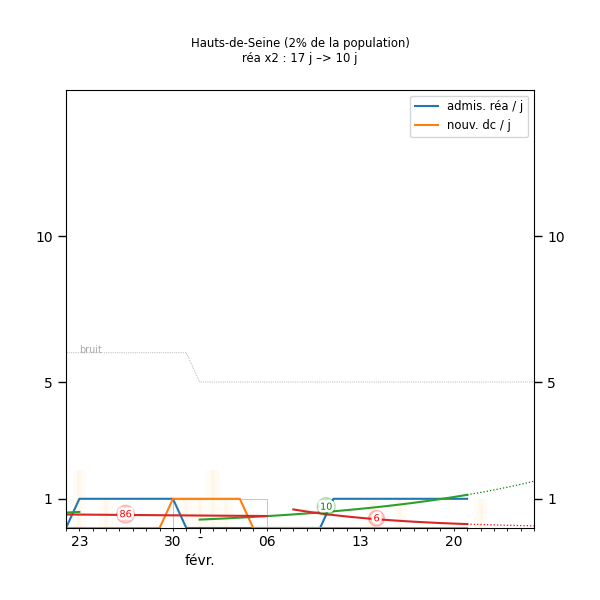 Hauts-de-Seine (2% de la population)
réa x2 : 17 j –> 10 j
admis. réa / j
nouv. dc / j
10
10
bruit
5
5
1
1
86
10
6
23
30
-
06
13
20
févr.